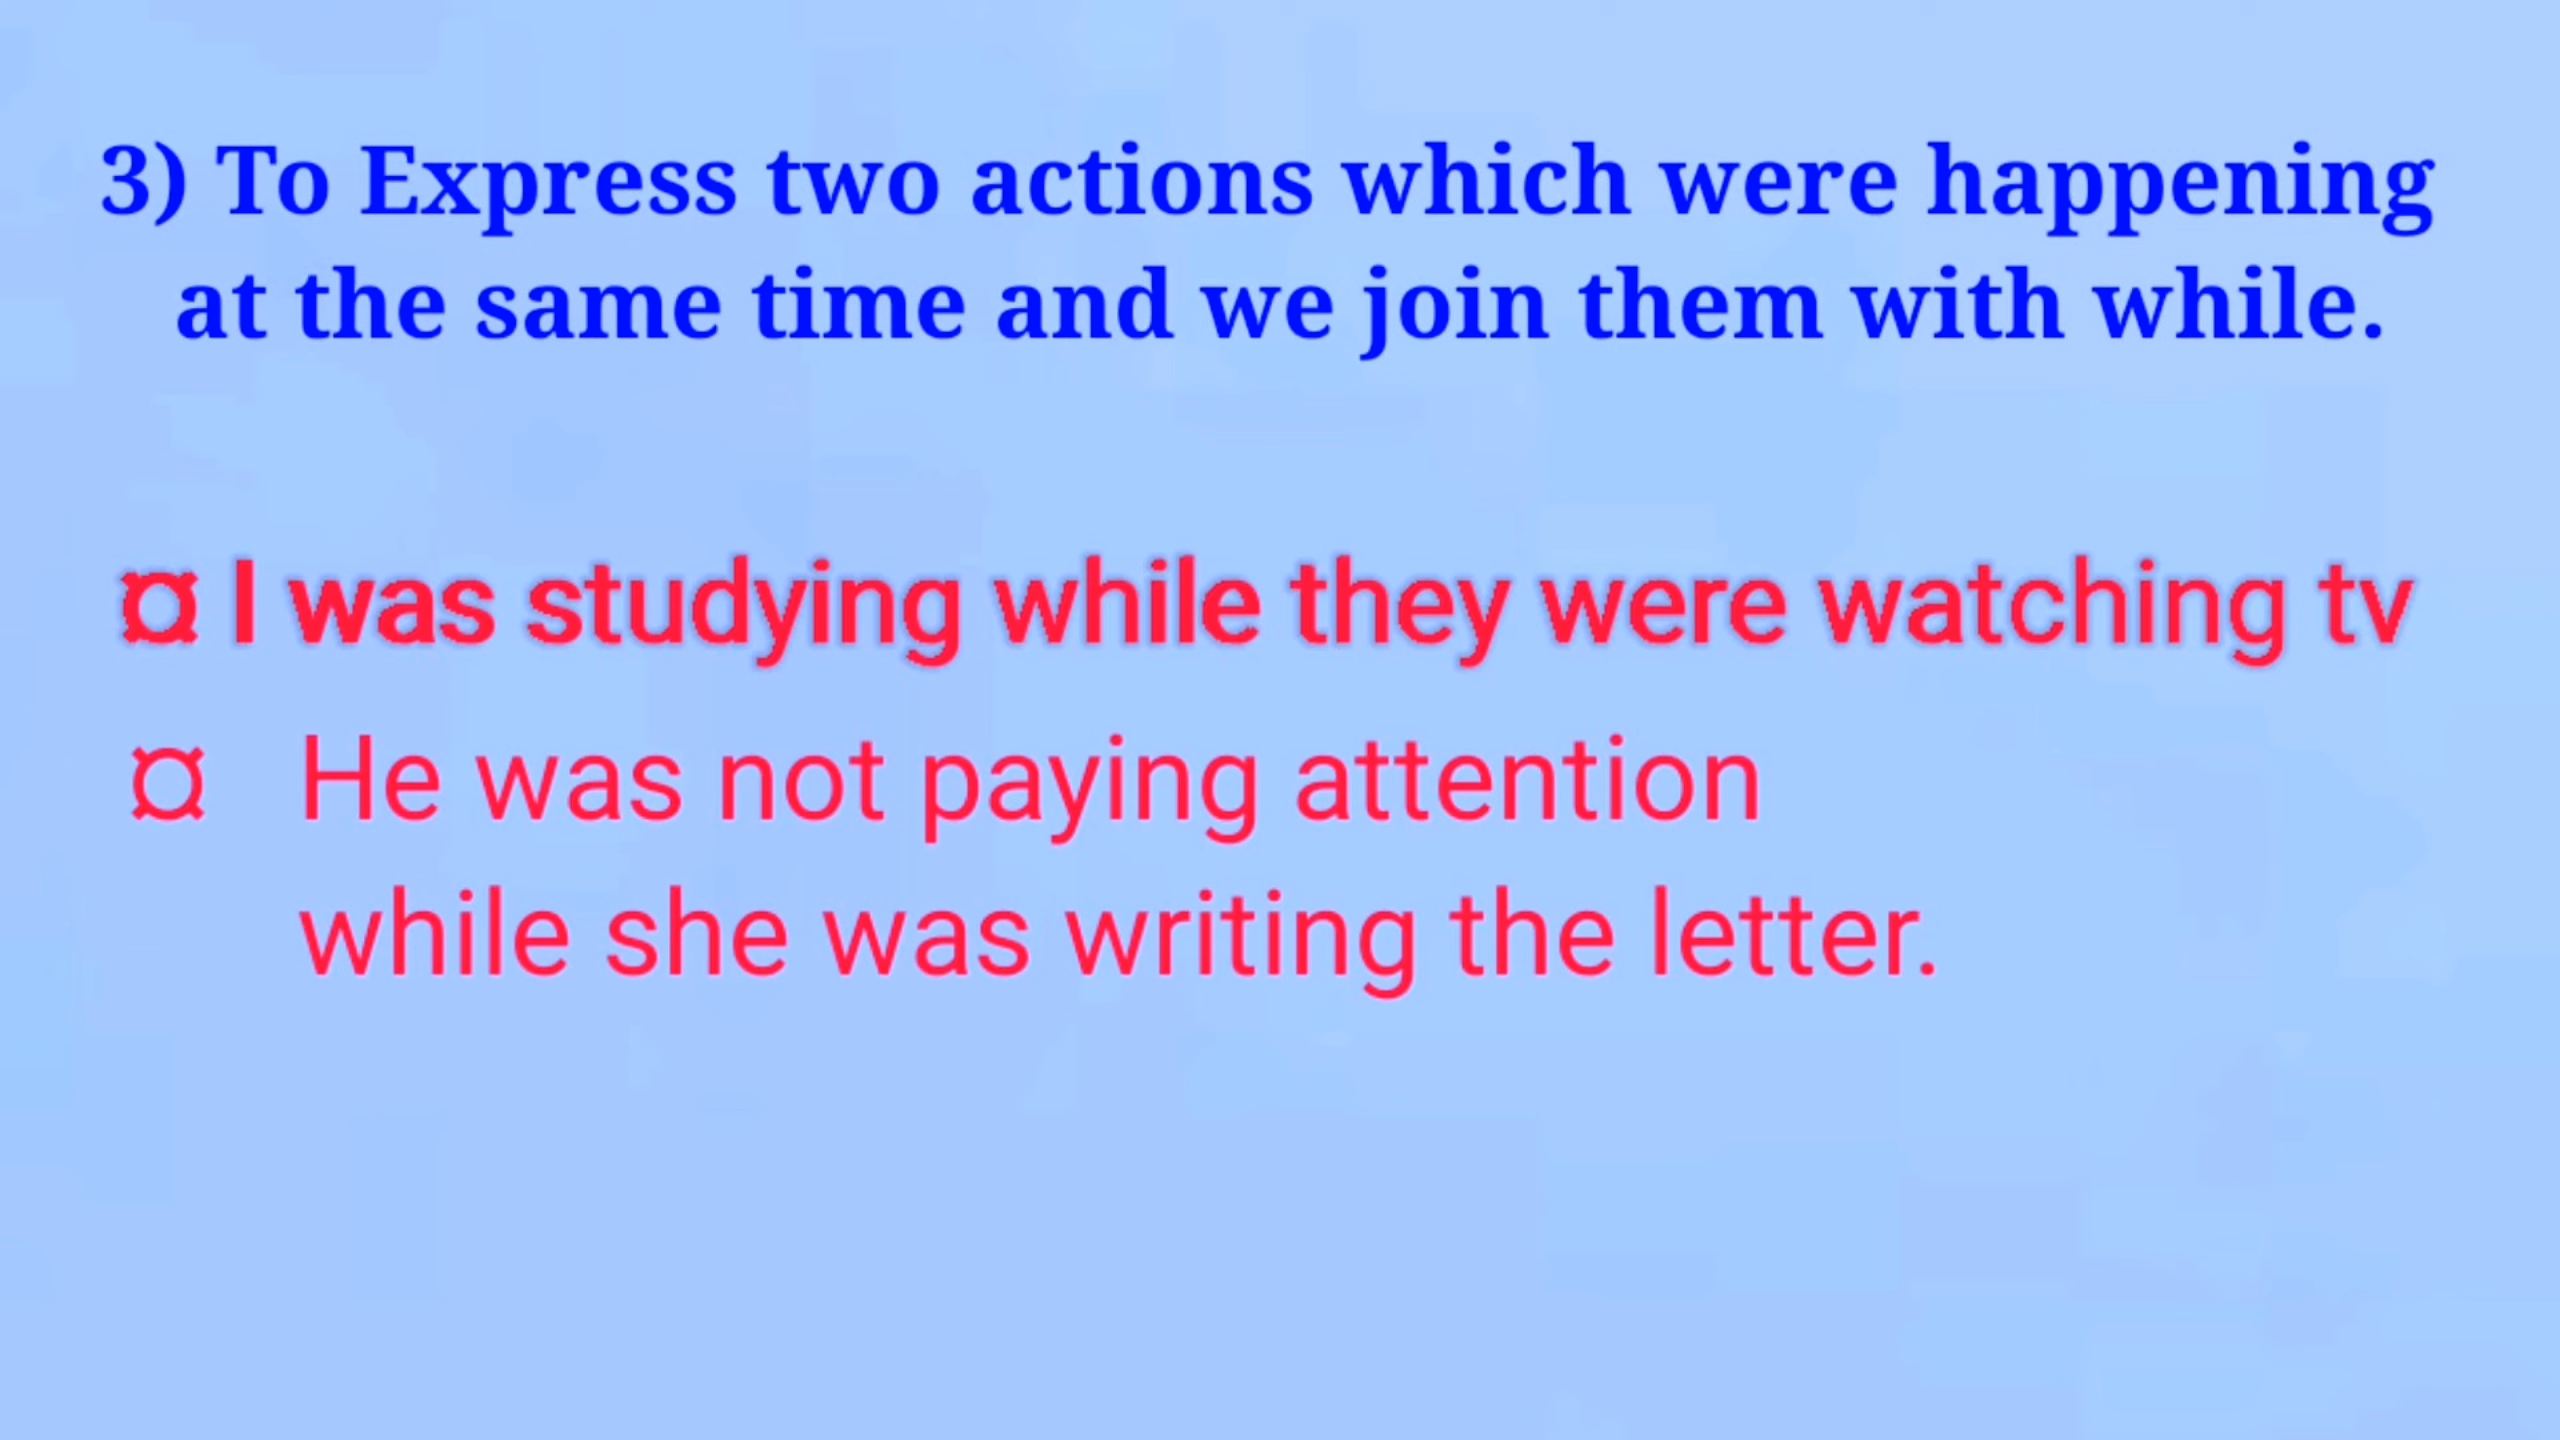 3) To Express two actions which were happening
at the same time and we join them with while.
¤ I was studying while they were watching tv
¤ He was not paying attention
while she was writing the letter.